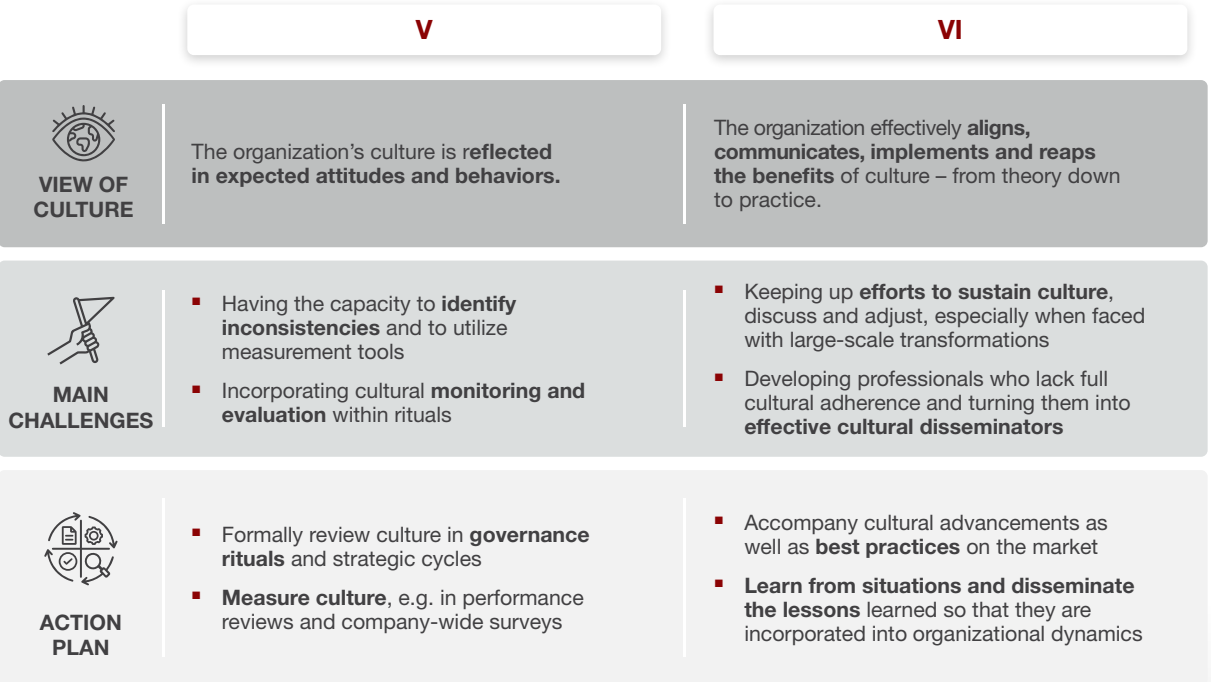 V
VI
VIEW OF
CULTURE
The organization's culture is reflected
in expected attitudes and behaviors.
The organization effectively aligns,
communicates, implements and reaps
the benefits of culture – from theory down
to practice.
MAIN
CHALLENGES
▪ Having the capacity to identify
inconsistencies and to utilize
measurement tools
▪ Incorporating cultural monitoring and
evaluation within rituals
▪ Keeping up efforts to sustain culture,
discuss and adjust, especially when faced
with large-scale transformations
▪ Developing professionals who lack full
cultural adherence and turning them into
effective cultural disseminators
ACTION
PLAN
▪ Formally review culture in governance
rituals and strategic cycles
▪ Measure culture, e.g. in performance
reviews and company-wide surveys
▪ Accompany cultural advancements as
well as best practices on the market
▪ Learn from situations and disseminate
the lessons learned so that they are
incorporated into organizational dynamics